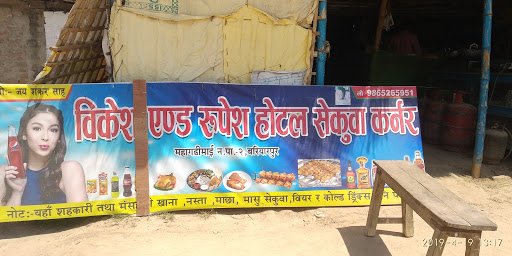 प्रो:- जय शंकर साह
मो:-9865265951
विकेश एण्ड रुपेश होटल सेकुवा कर्नर
महागढीमाई न.पा.-२ बरियारपुर
नोट:-यहाँ शहकारी तथा मंसाहारी खाना ,नस्ता ,माछा, मासु सेकुवा,वियर र कोल्ड ड्रिंक्स
2019-4-19 13:17